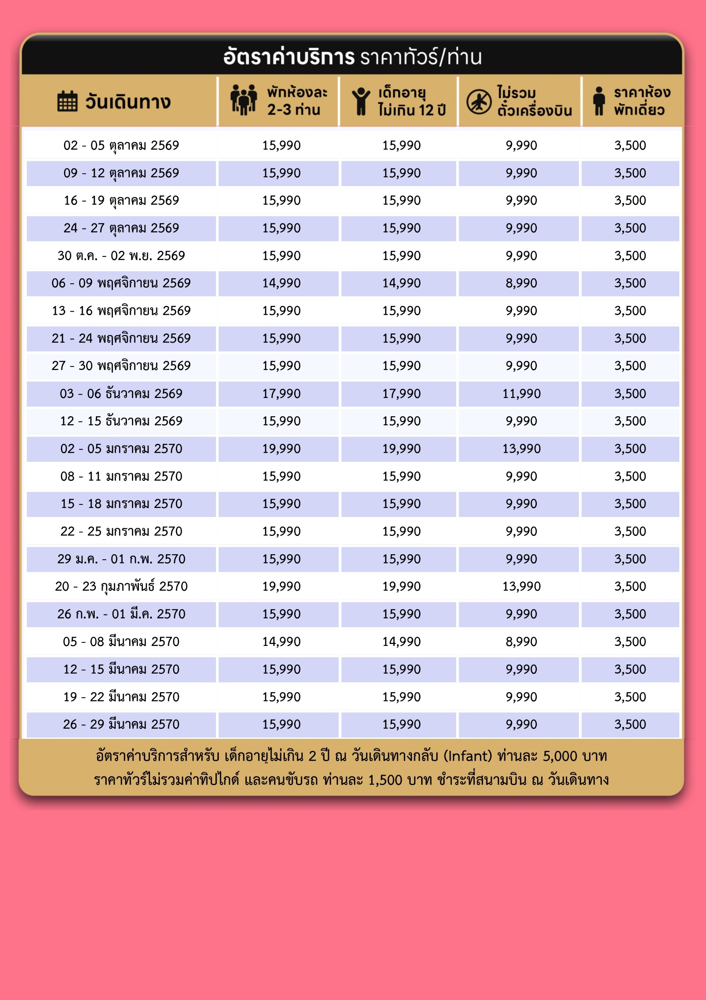 อัตราค่าบริการ ราคาทัวร์/ท่าน
วันเดินทาง พักห้องละ 2-3 ท่าน เด็กอายุ ไม่เกิน 12 ปี ไม่รวม ตั๋วเครื่องบิน ราคาห้อง พักเดี่ยว
02 - 05 ตุลาคม 2569 15,990 15,990 9,990 3,500
09 - 12 ตุลาคม 2569 15,990 15,990 9,990 3,500
16 - 19 ตุลาคม 2569 15,990 15,990 9,990 3,500
24 - 27 ตุลาคม 2569 15,990 15,990 9,990 3,500
30 ต.ค. - 02 พ.ย. 2569 15,990 15,990 9,990 3,500
06 - 09 พฤศจิกายน 2569 14,990 14,990 8,990 3,500
13 - 16 พฤศจิกายน 2569 15,990 15,990 9,990 3,500
21 - 24 พฤศจิกายน 2569 15,990 15,990 9,990 3,500
27 - 30 พฤศจิกายน 2569 15,990 15,990 9,990 3,500
03 - 06 ธันวาคม 2569 17,990 17,990 11,990 3,500
12 - 15 ธันวาคม 2569 15,990 15,990 9,990 3,500
02 - 05 มกราคม 2570 19,990 19,990 13,990 3,500
08 - 11 มกราคม 2570 15,990 15,990 9,990 3,500
15 - 18 มกราคม 2570 15,990 15,990 9,990 3,500
22 - 25 มกราคม 2570 15,990 15,990 9,990 3,500
29 ม.ค. - 01 ก.พ. 2570 15,990 15,990 9,990 3,500
20 - 23 กุมภาพันธ์ 2570 19,990 19,990 13,990 3,500
26 ก.พ. - 01 มี.ค. 2570 15,990 15,990 9,990 3,500
05 - 08 มีนาคม 2570 14,990 14,990 8,990 3,500
12 - 15 มีนาคม 2570 15,990 15,990 9,990 3,500
19 - 22 มีนาคม 2570 15,990 15,990 9,990 3,500
26 - 29 มีนาคม 2570 15,990 15,990 9,990 3,500
อัตราค่าบริการสำหรับ เด็กอายุไม่เกิน 2 ปี ณ วันเดินทางกลับ (Infant) ท่านละ 5,000 บาท
ราคาทัวร์ไม่รวมค่าทิปไกด์ และคนขับรถ ท่านละ 1,500 บาท ชำระที่สนามบิน ณ วันเดินทาง